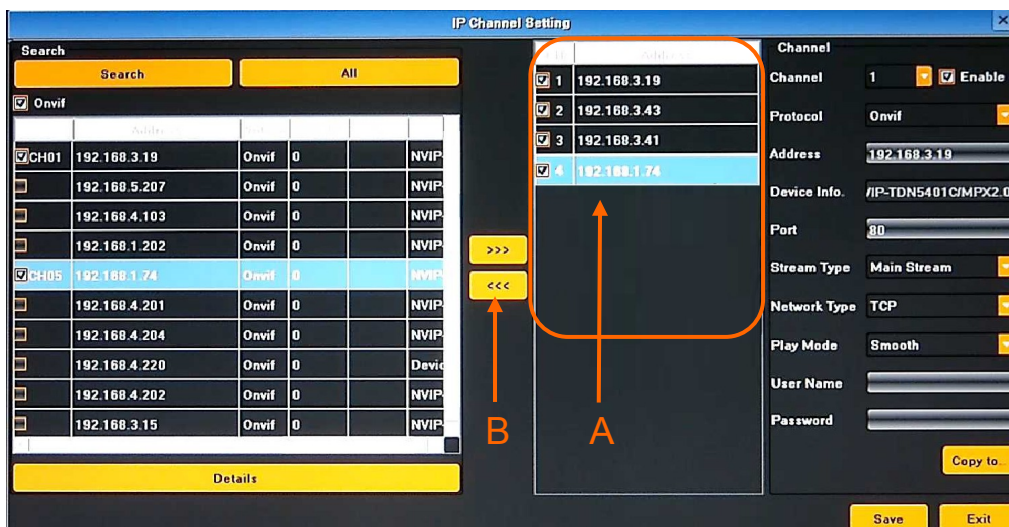 IP Channel Setting
Search
Search All
Onvif
Address
CH01 192.168.3.19 Onvif 0 NVIP-
192.168.5.207 Onvif 0 NVIP-
192.168.4.103 Onvif 0 NVIP-
192.168.1.202 Onvif 0 NVIP-
CH05 192.168.1.74 Onvif 0 NVIP-
192.168.4.201 Onvif 0 NVIP-
192.168.4.204 Onvif 0 NVIP-
192.168.4.220 Onvif 0 Devic
192.168.4.202 Onvif 0 NVIP-
192.168.3.15 Onvif 0 NVIP-
Details
>>>
<<<
B
Address
1 192.168.3.19
2 192.168.3.43
3 192.168.3.41
4 192.168.1.74
A
Channel
Channel 1 Enable
Protocol Onvif
Address 192.168.3.19
Device Info. /IP-TDN5401C/MPX2.0
Port 80
Stream Type Main Stream
Network Type TCP
Play Mode Smooth
User Name
Password
Copy to..
Save Exit